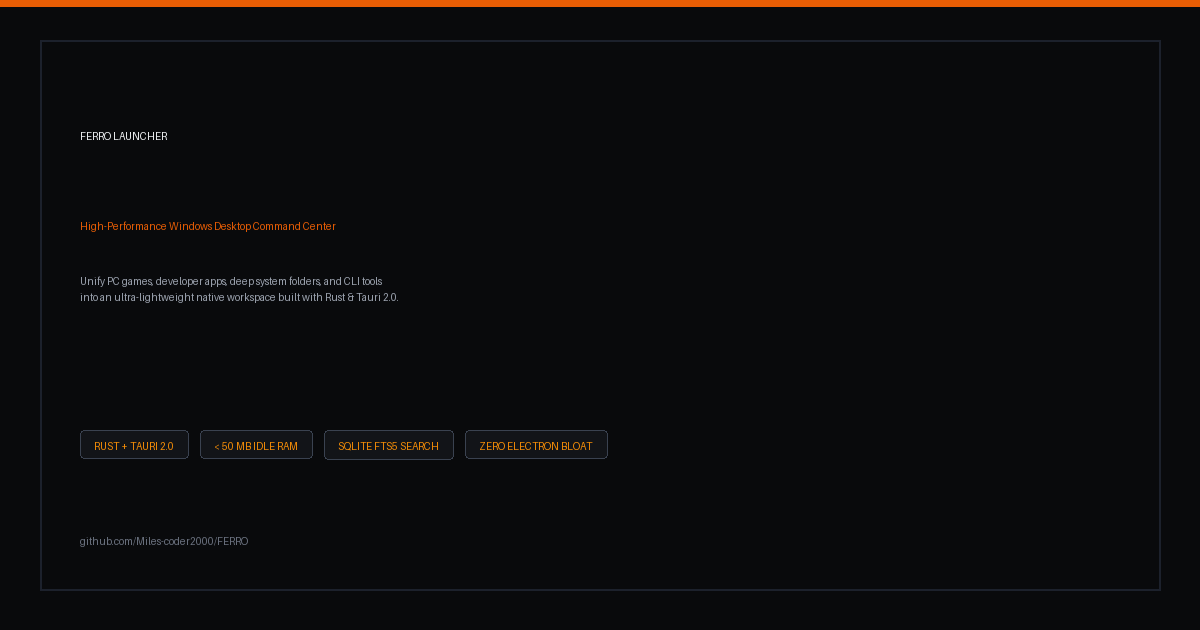 FERRO LAUNCHER
High-Performance Windows Desktop Command Center
Unify PC games, developer apps, deep system folders, and CLI tools
into an ultra-lightweight native workspace built with Rust & Tauri 2.0.
RUST + TAURI 2.0
< 50 MB IDLE RAM
SQLITE FTS5 SEARCH
ZERO ELECTRON BLOAT
github.com/Miles-coder2000/FERRO